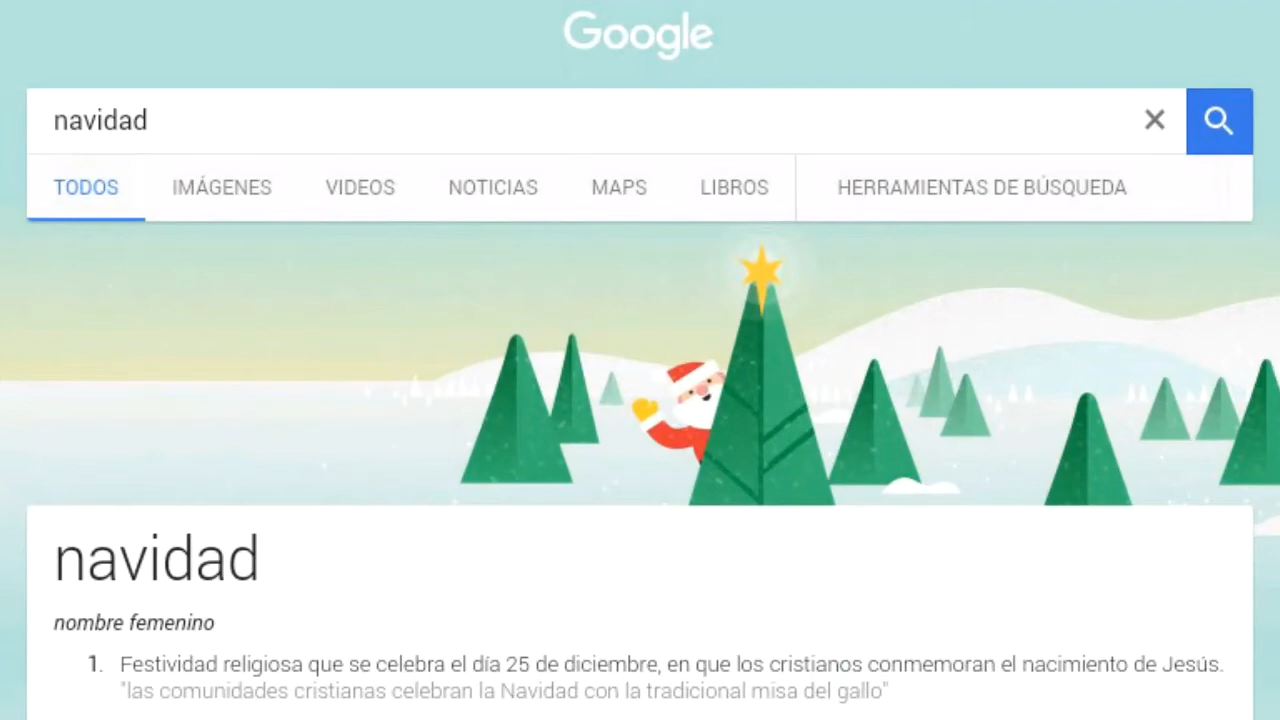 Google
navidad
TODOS IMÁGENES VIDEOS NOTICIAS MAPS LIBROS HERRAMIENTAS DE BÚSQUEDA
navidad
nombre femenino
1. Festividad religiosa que se celebra el día 25 de diciembre, en que los cristianos conmemoran el nacimiento de Jesús.
"las comunidades cristianas celebran la Navidad con la tradicional misa del gallo"